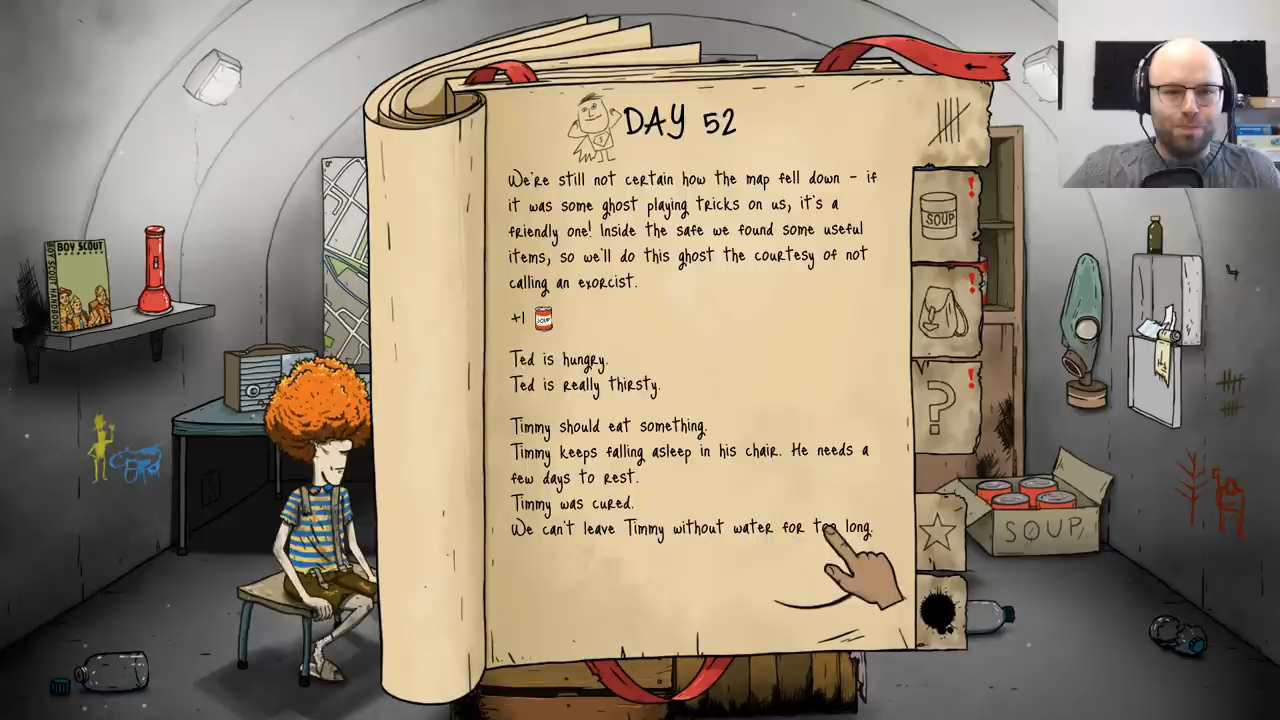 DAY 52
We're still not certain how the map fell down - if
it was some ghost playing tricks on us, it's a
friendly one! Inside the safe we found some useful
items, so we'll do this ghost the courtesy of not
calling an exorcist.
+1 SOUP
Ted is hungry.
Ted is really thirsty.
Timmy should eat something.
Timmy keeps falling asleep in his chair. He needs a
few days to rest.
Timmy was cured.
We can't leave Timmy without water for too long.
SOUP
!
!
?
!
BOY SCOUT
HANDBOOK
BOY SCOUT HANDBOOK
SOUP